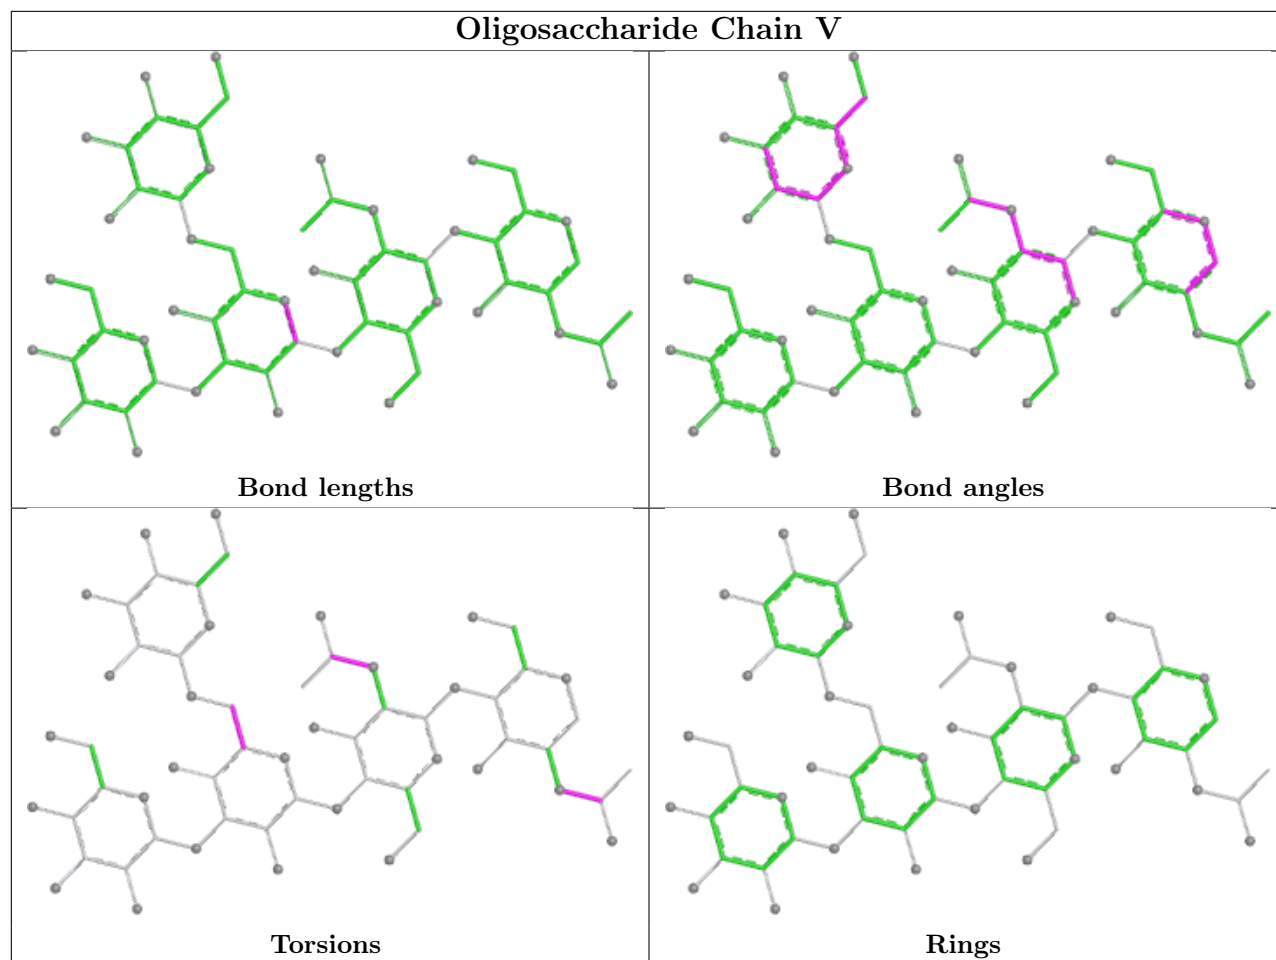 Oligosaccharide Chain V
Bond lengths
Bond angles
Torsions
Rings